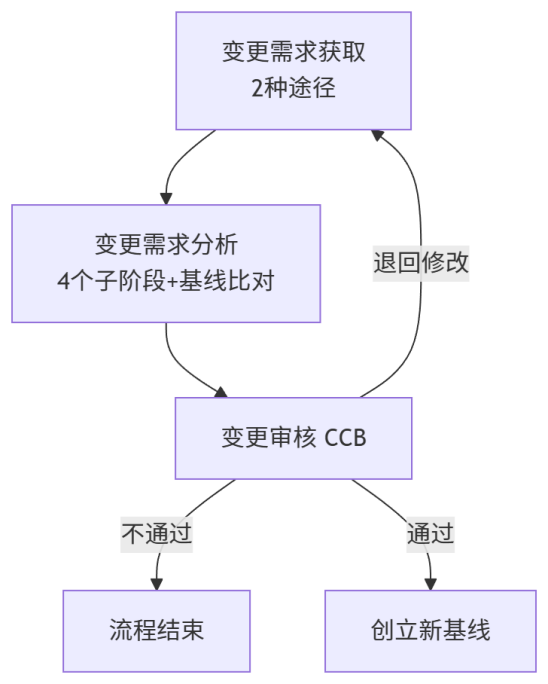 变更需求获取
2种途径
变更需求分析
4个子阶段+基线比对
退回修改
变更审核 CCB
不通过
通过
流程结束
创立新基线